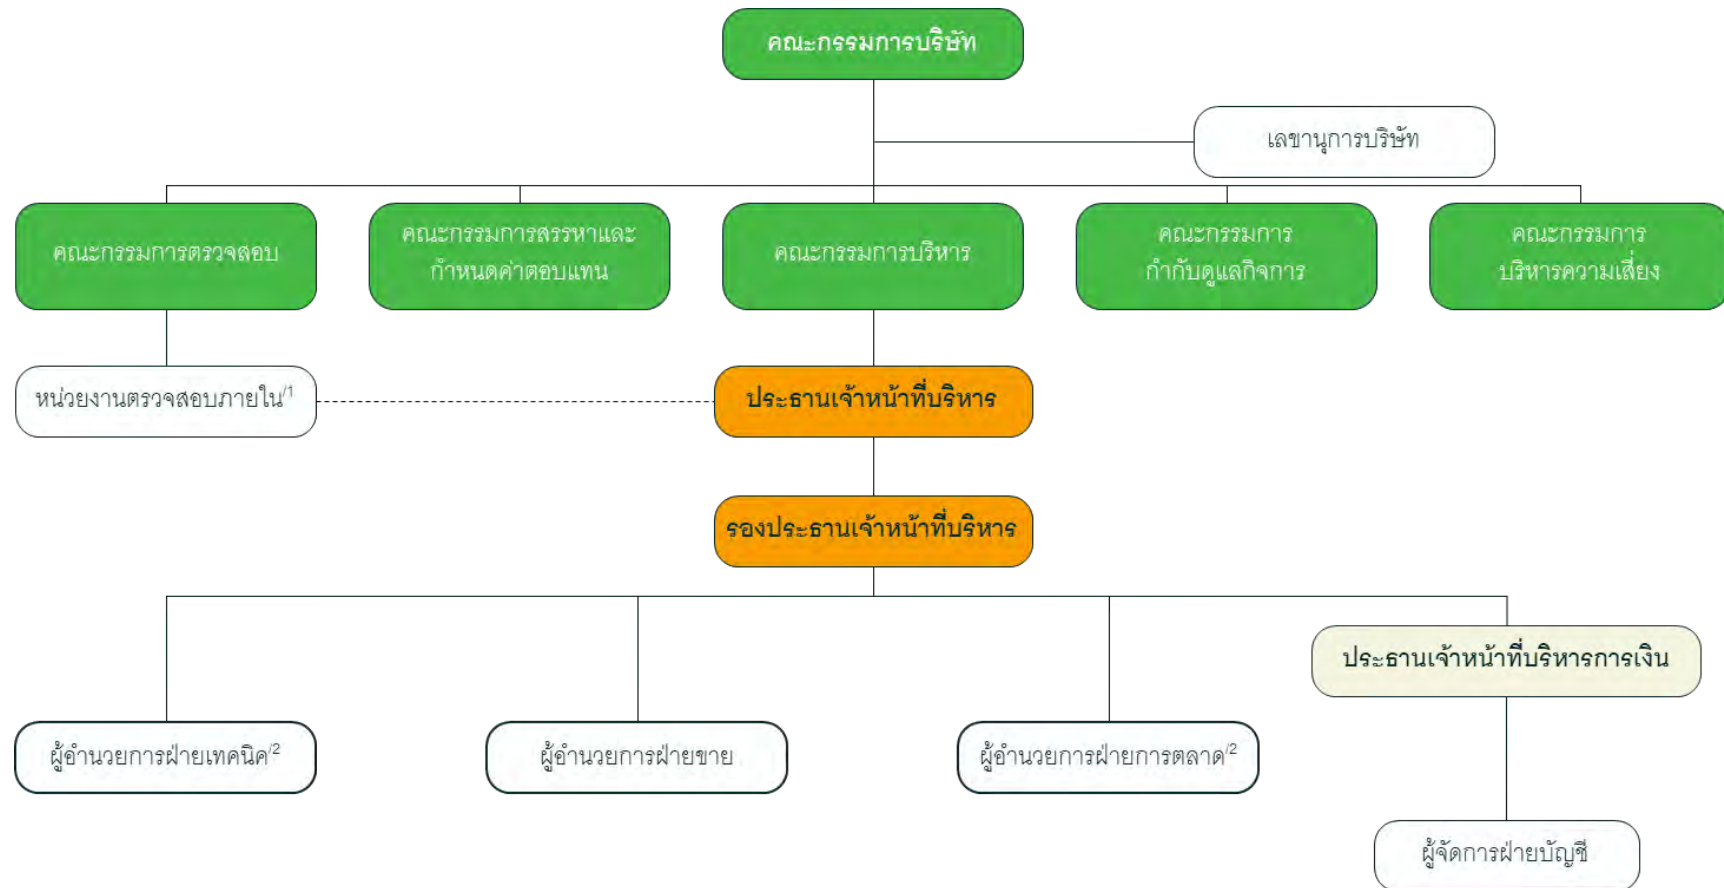 คณะกรรมการบริษัท
เลขานุการบริษัท
คณะกรรมการตรวจสอบ
คณะกรรมการสรรหาและ
กำหนดค่าตอบแทน
คณะกรรมการบริหาร
คณะกรรมการ
กำกับดูแลกิจการ
คณะกรรมการ
บริหารความเสี่ยง
หน่วยงานตรวจสอบภายใน/1
ประธานเจ้าหน้าที่บริหาร
รองประธานเจ้าหน้าที่บริหาร
ประธานเจ้าหน้าที่บริหารการเงิน
ผู้อำนวยการฝ่ายเทคนิค/2
ผู้อำนวยการฝ่ายขาย
ผู้อำนวยการฝ่ายการตลาด/2
ผู้จัดการฝ่ายบัญชี